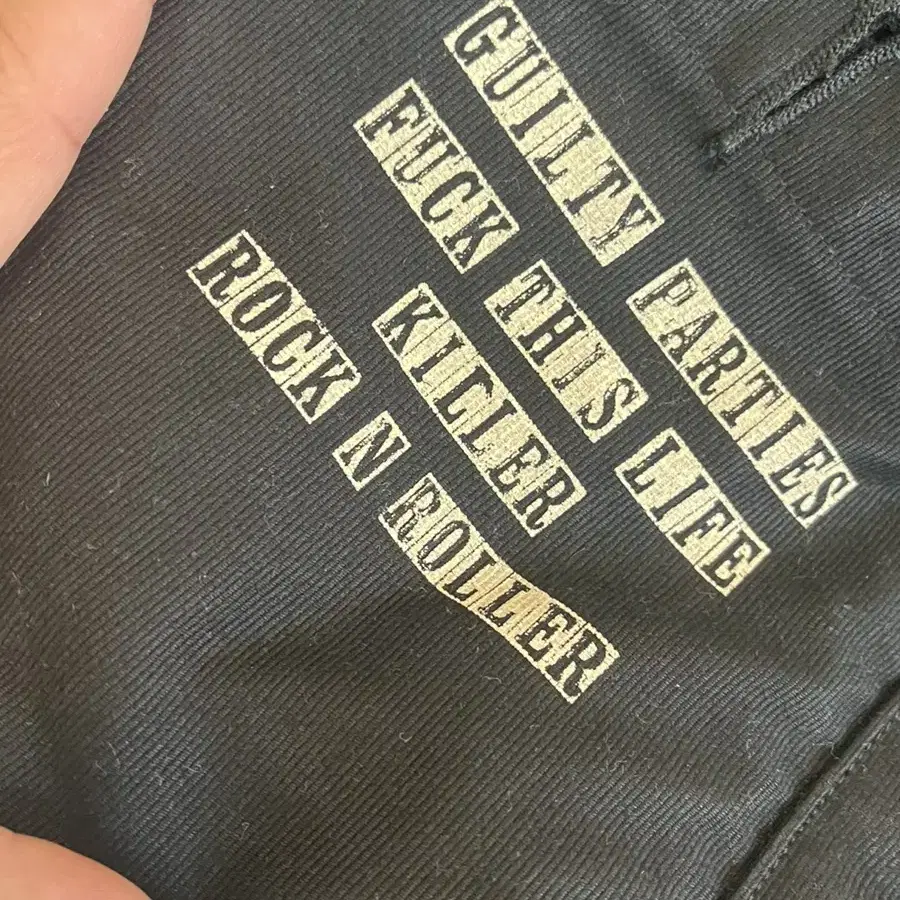 GUILTY PARTIES
FUCK THIS LIFE
KILLER
ROCK N ROLLER